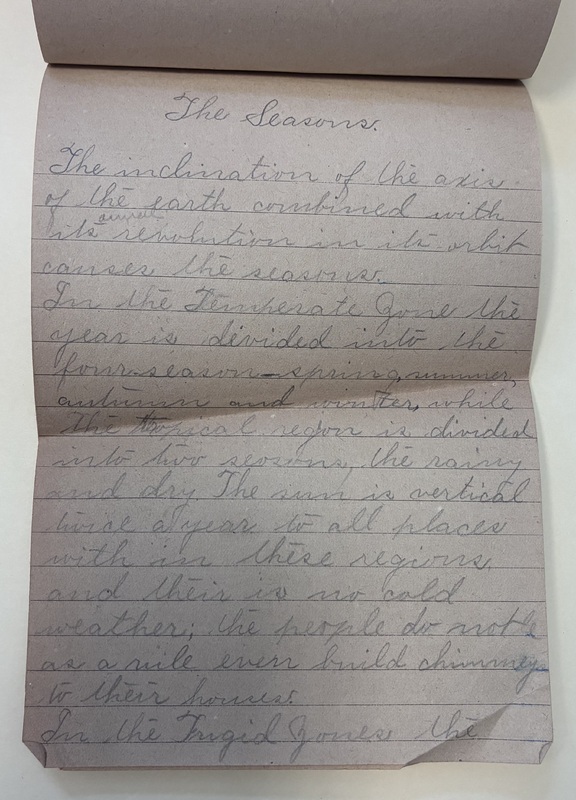 The Seasons.
The inclination of the axis
of the earth combined with
annual
its revolution in its orbit
causes the seasons.
In the Temperate Zone the
year is divided into the
four season - spring, summer,
autumn and winter, while
the tropical region is divided
into two seasons, the rainy
and dry. The sun is vertical
twice a year to all places
with in these regions,
and their is no cold
weather; the people do not
as a rule even build chimney
to their houses.
In the Frigid Zones the